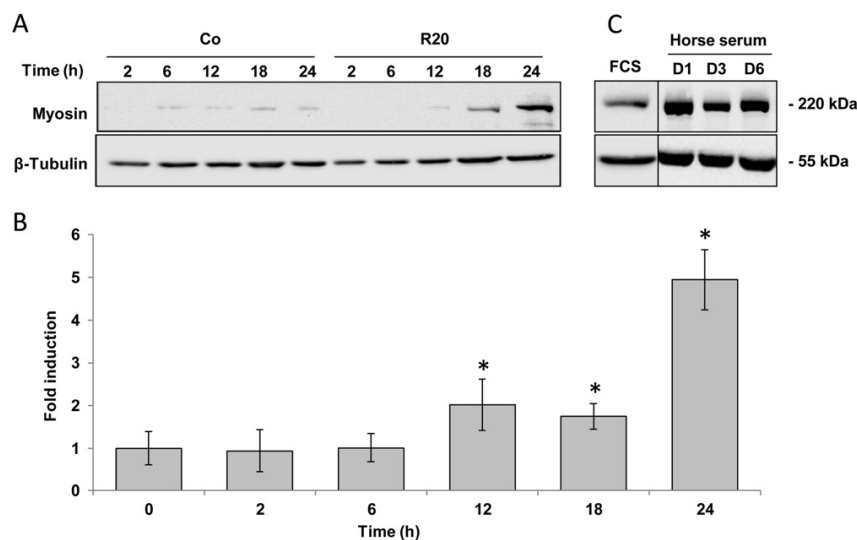 A
Co R20
Time (h) 2 6 12 18 24 2 6 12 18 24
Myosin
β-Tubulin
C
Horse serum
FCS D1 D3 D6
- 220 kDa
- 55 kDa
B
Fold induction
6
5
4
3
2
1
0
* * *
0 2 6 12 18 24
Time (h)